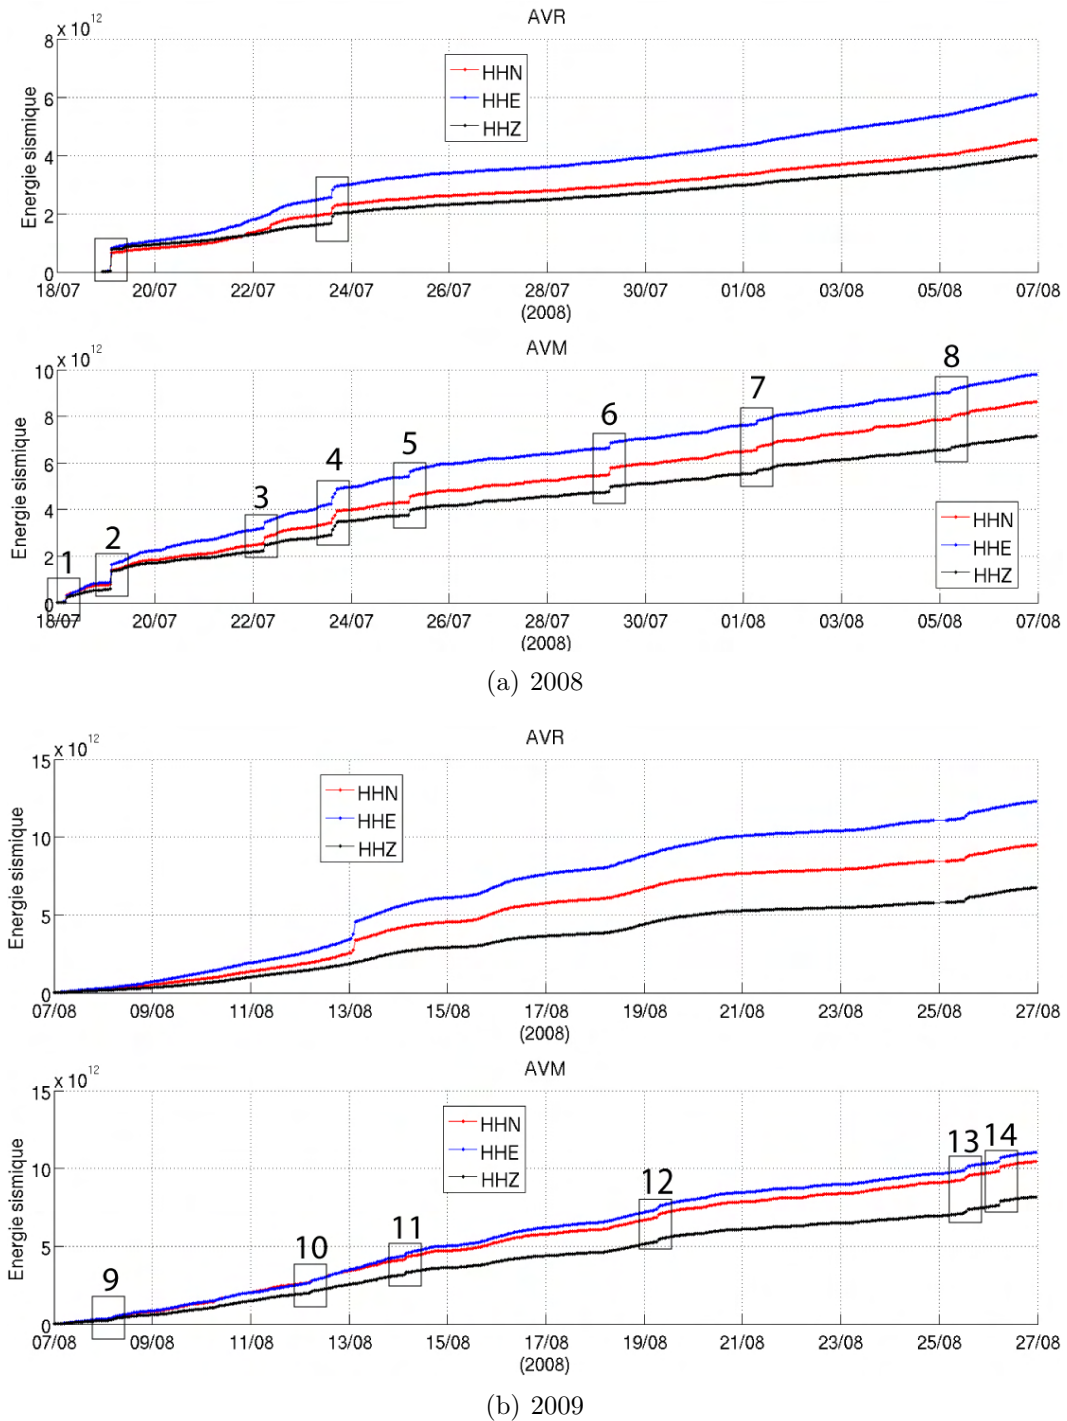 AVR
x 10^12
8
6
4
2
0
Energie sismique
HHN
HHE
HHZ
18/07 20/07 22/07 24/07 26/07 28/07 30/07 01/08 03/08 05/08 07/08
(2008)
AVM
x 10^12
10
8
6
4
2
0
Energie sismique
1 2 3 4 5 6 7 8
HHN
HHE
HHZ
18/07 20/07 22/07 24/07 26/07 28/07 30/07 01/08 03/08 05/08 07/08
(2008)
(a) 2008
AVR
x 10^12
15
10
5
0
Energie sismique
HHN
HHE
HHZ
07/08 09/08 11/08 13/08 15/08 17/08 19/08 21/08 23/08 25/08 27/08
(2008)
AVM
x 10^12
15
10
5
0
Energie sismique
HHN
HHE
HHZ
9 10 11 12 13 14
07/08 09/08 11/08 13/08 15/08 17/08 19/08 21/08 23/08 25/08 27/08
(2008)
(b) 2009